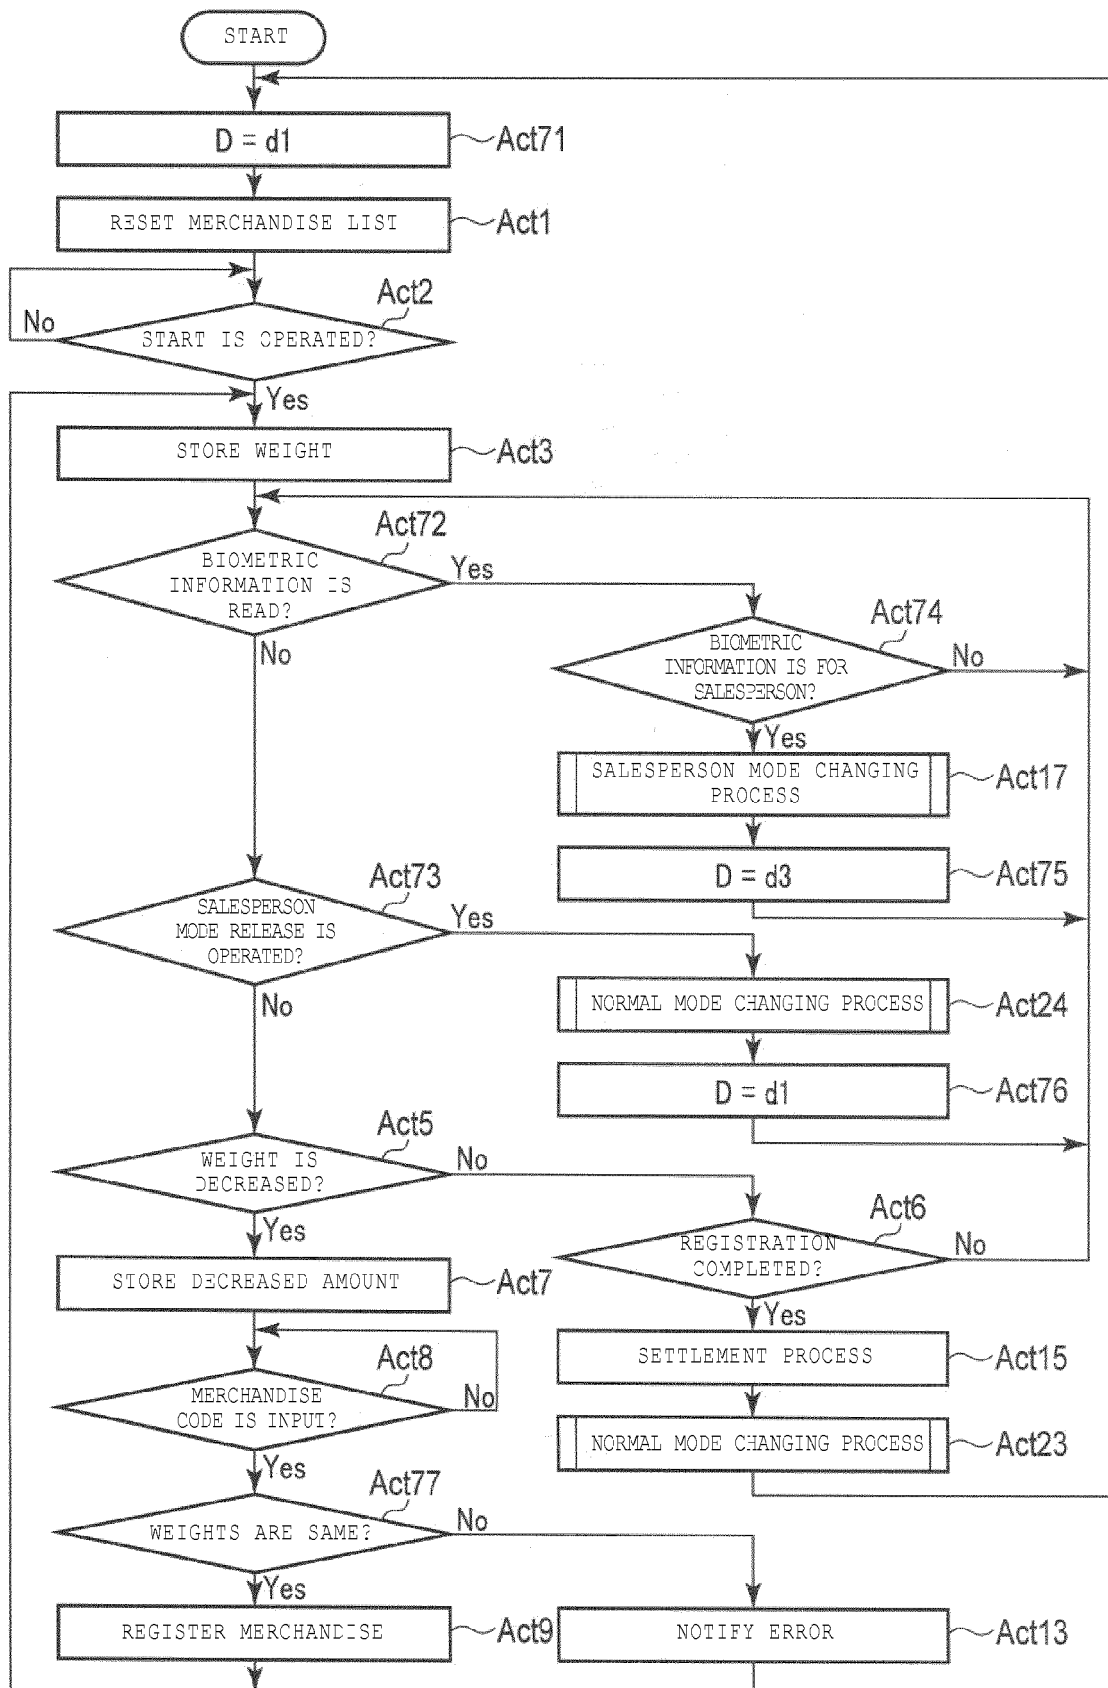 START
D = d1
Act71
RESET MERCHANDISE LIST
Act1
Act2
No
START IS OPERATED?
Yes
STORE WEIGHT
Act3
Act72
BIOMETRIC
INFORMATION IS
READ?
Yes
No
Act74
BIOMETRIC
INFORMATION IS FOR
SALESPERSON?
No
Yes
SALESPERSON MODE CHANGING
PROCESS
Act17
D = d3
Act75
Act73
SALESPERSON
MODE RELEASE IS
OPERATED?
Yes
No
NORMAL MODE CHANGING PROCESS
Act24
D = d1
Act76
Act5
WEIGHT IS
DECREASED?
No
Yes
Act6
REGISTRATION
COMPLETED?
No
Yes
STORE DECREASED AMOUNT
Act7
SETTLEMENT PROCESS
Act15
Act8
MERCHANDISE
CODE IS INPUT?
No
Yes
NORMAL MODE CHANGING PROCESS
Act23
Act77
WEIGHTS ARE SAME?
No
Yes
REGISTER MERCHANDISE
Act9
NOTIFY ERROR
Act13